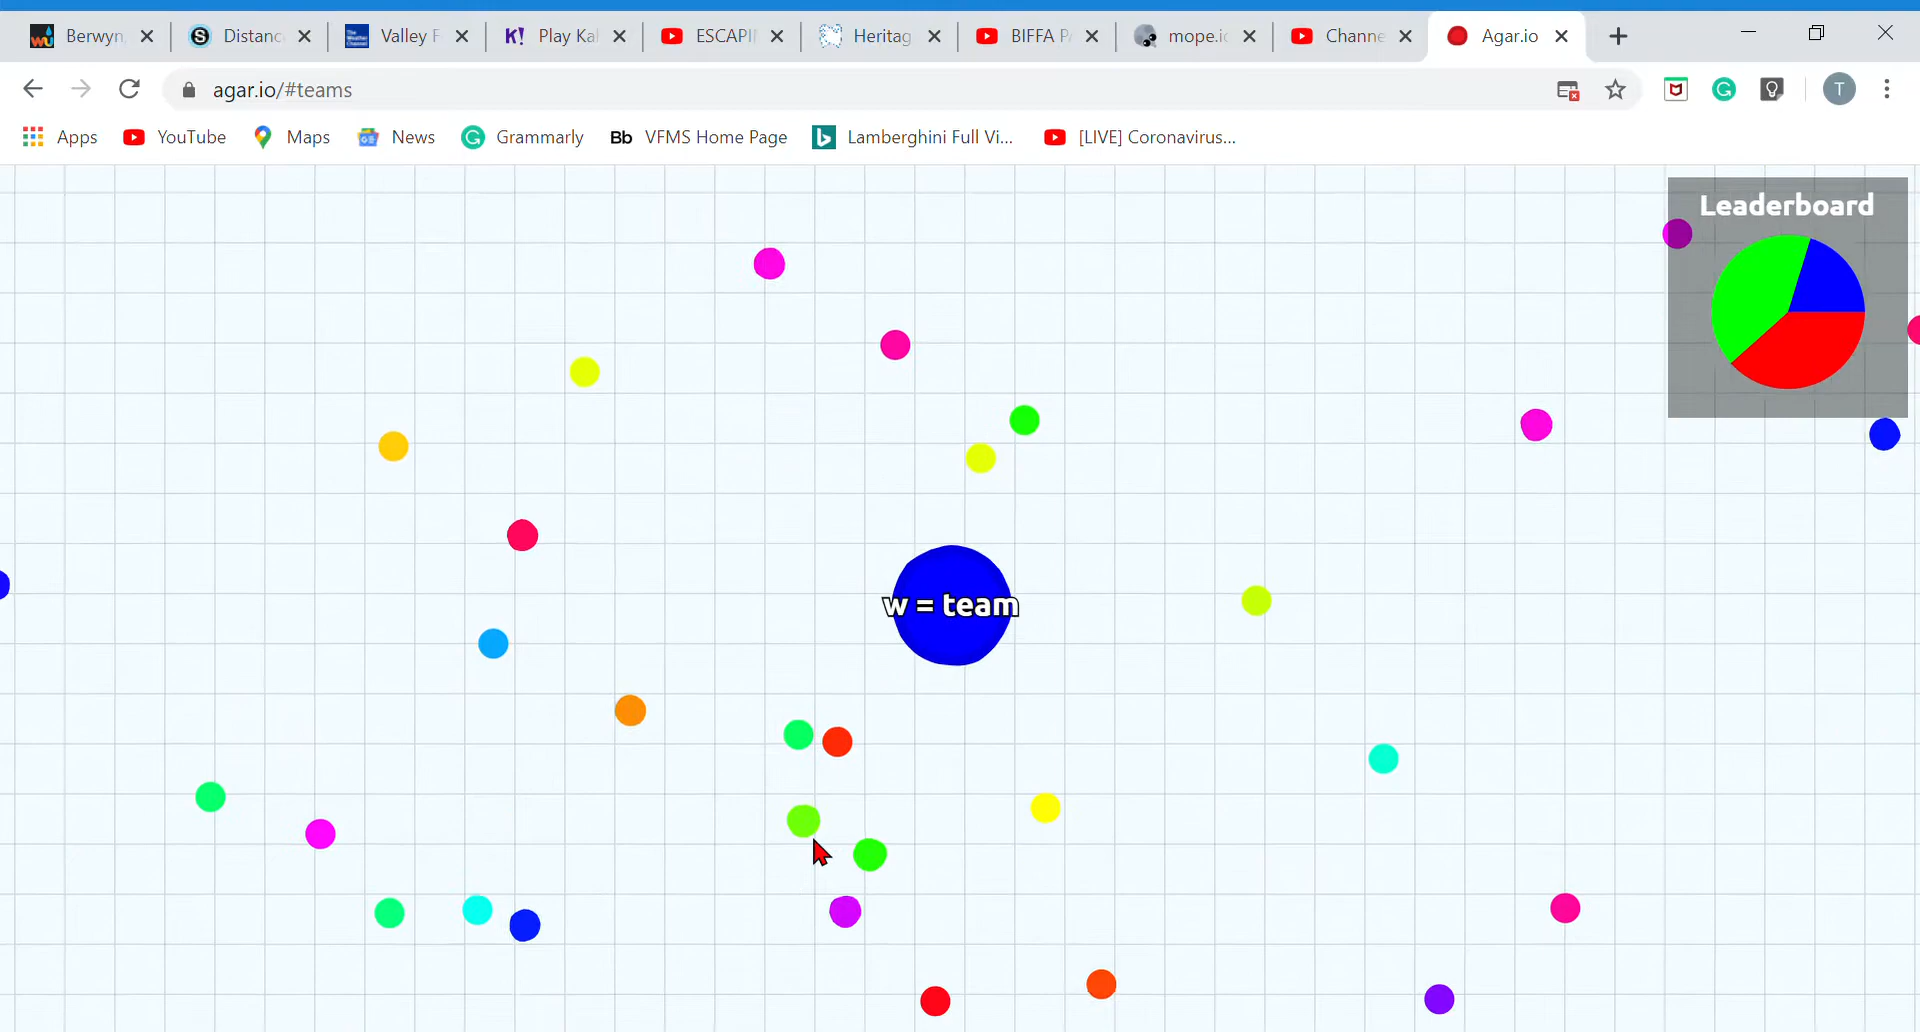 Berwyn,
Distanc
Valley F
Play Ka
ESCAPI
Heritag
BIFFA P
mope.i
Channe
Agar.io
agar.io/#teams
T
Apps
YouTube
Maps
News
Grammarly
Bb VFMS Home Page
Lamberghini Full Vi...
[LIVE] Coronavirus...
Leaderboard
w = team